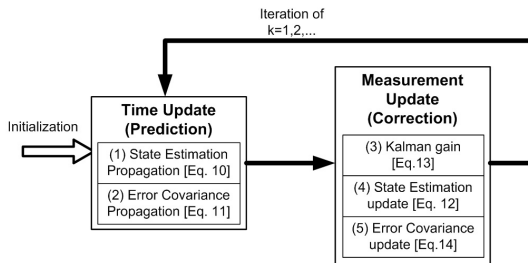 Iteration of
k=1,2,...
Initialization
Time Update
(Prediction)
(1) State Estimation
Propagation [Eq. 10]
(2) Error Covariance
Propagation [Eq. 11]
Measurement
Update
(Correction)
(3) Kalman gain
[Eq.13]
(4) State Estimation
update [Eq. 12]
(5) Error Covariance
update [Eq.14]